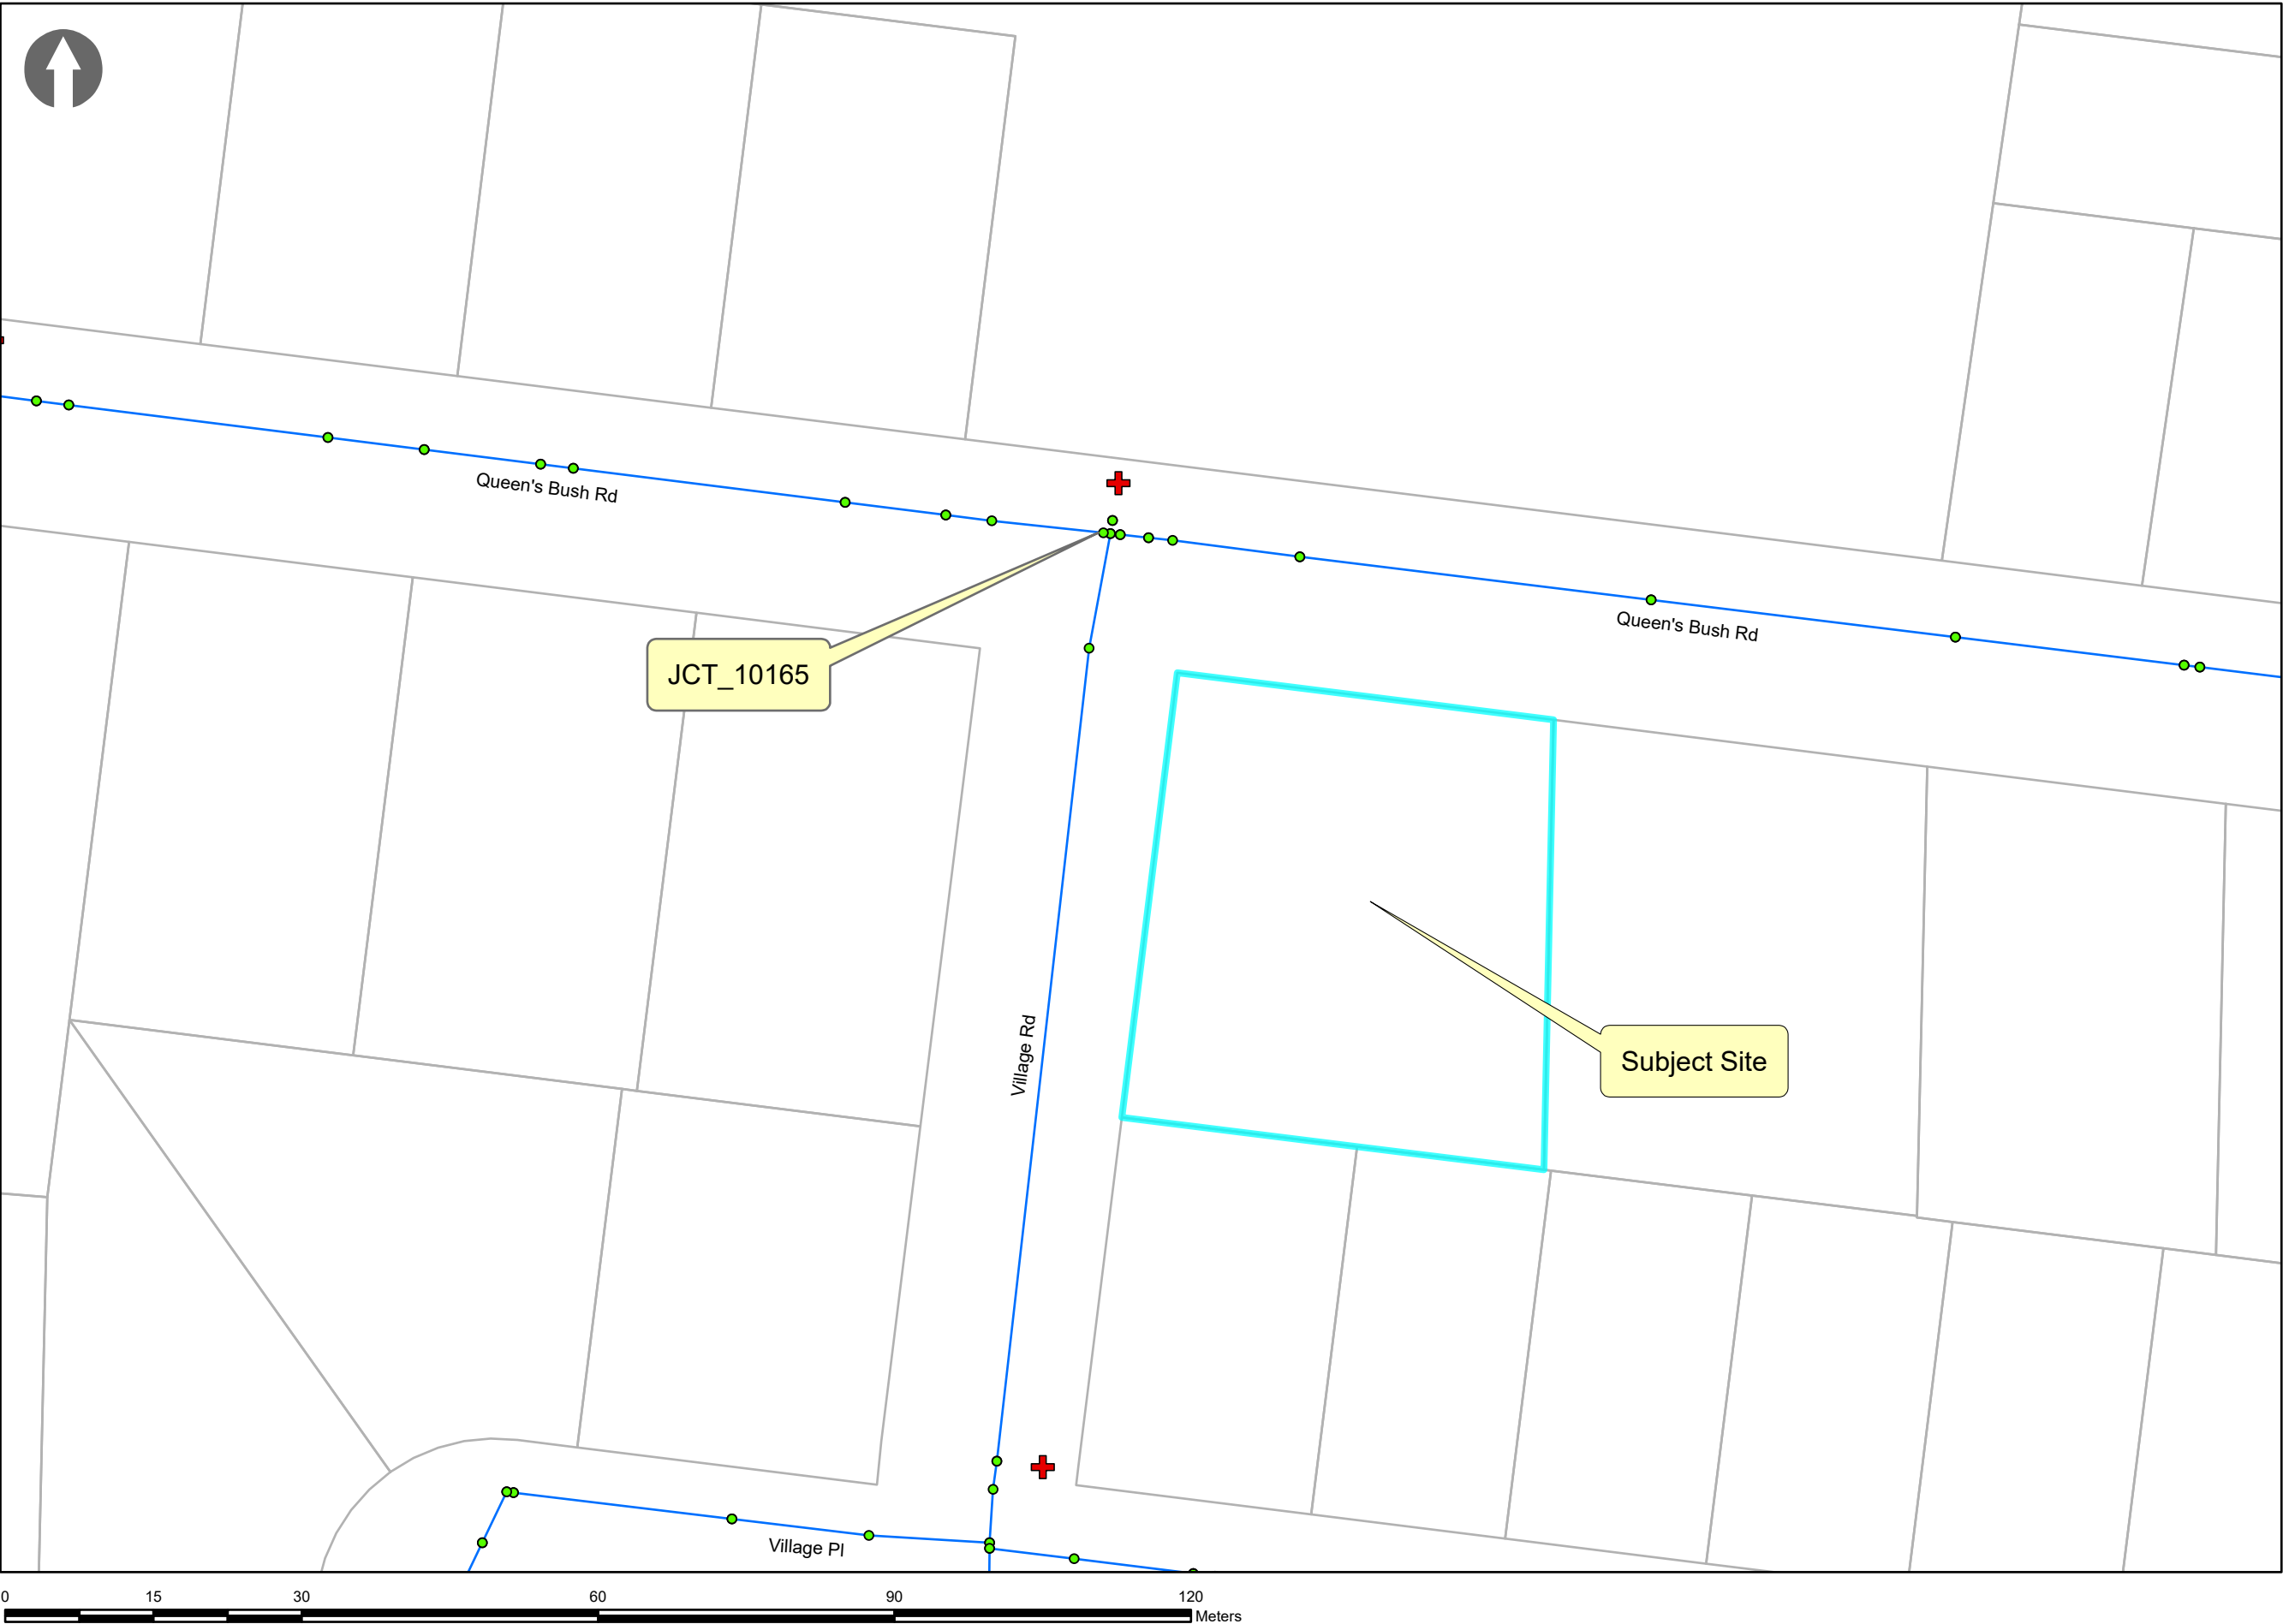 Queen's Bush Rd
Queen's Bush Rd
JCT_10165
Village Rd
Subject Site
Village Pl
0 15 30 60 90 120
Meters